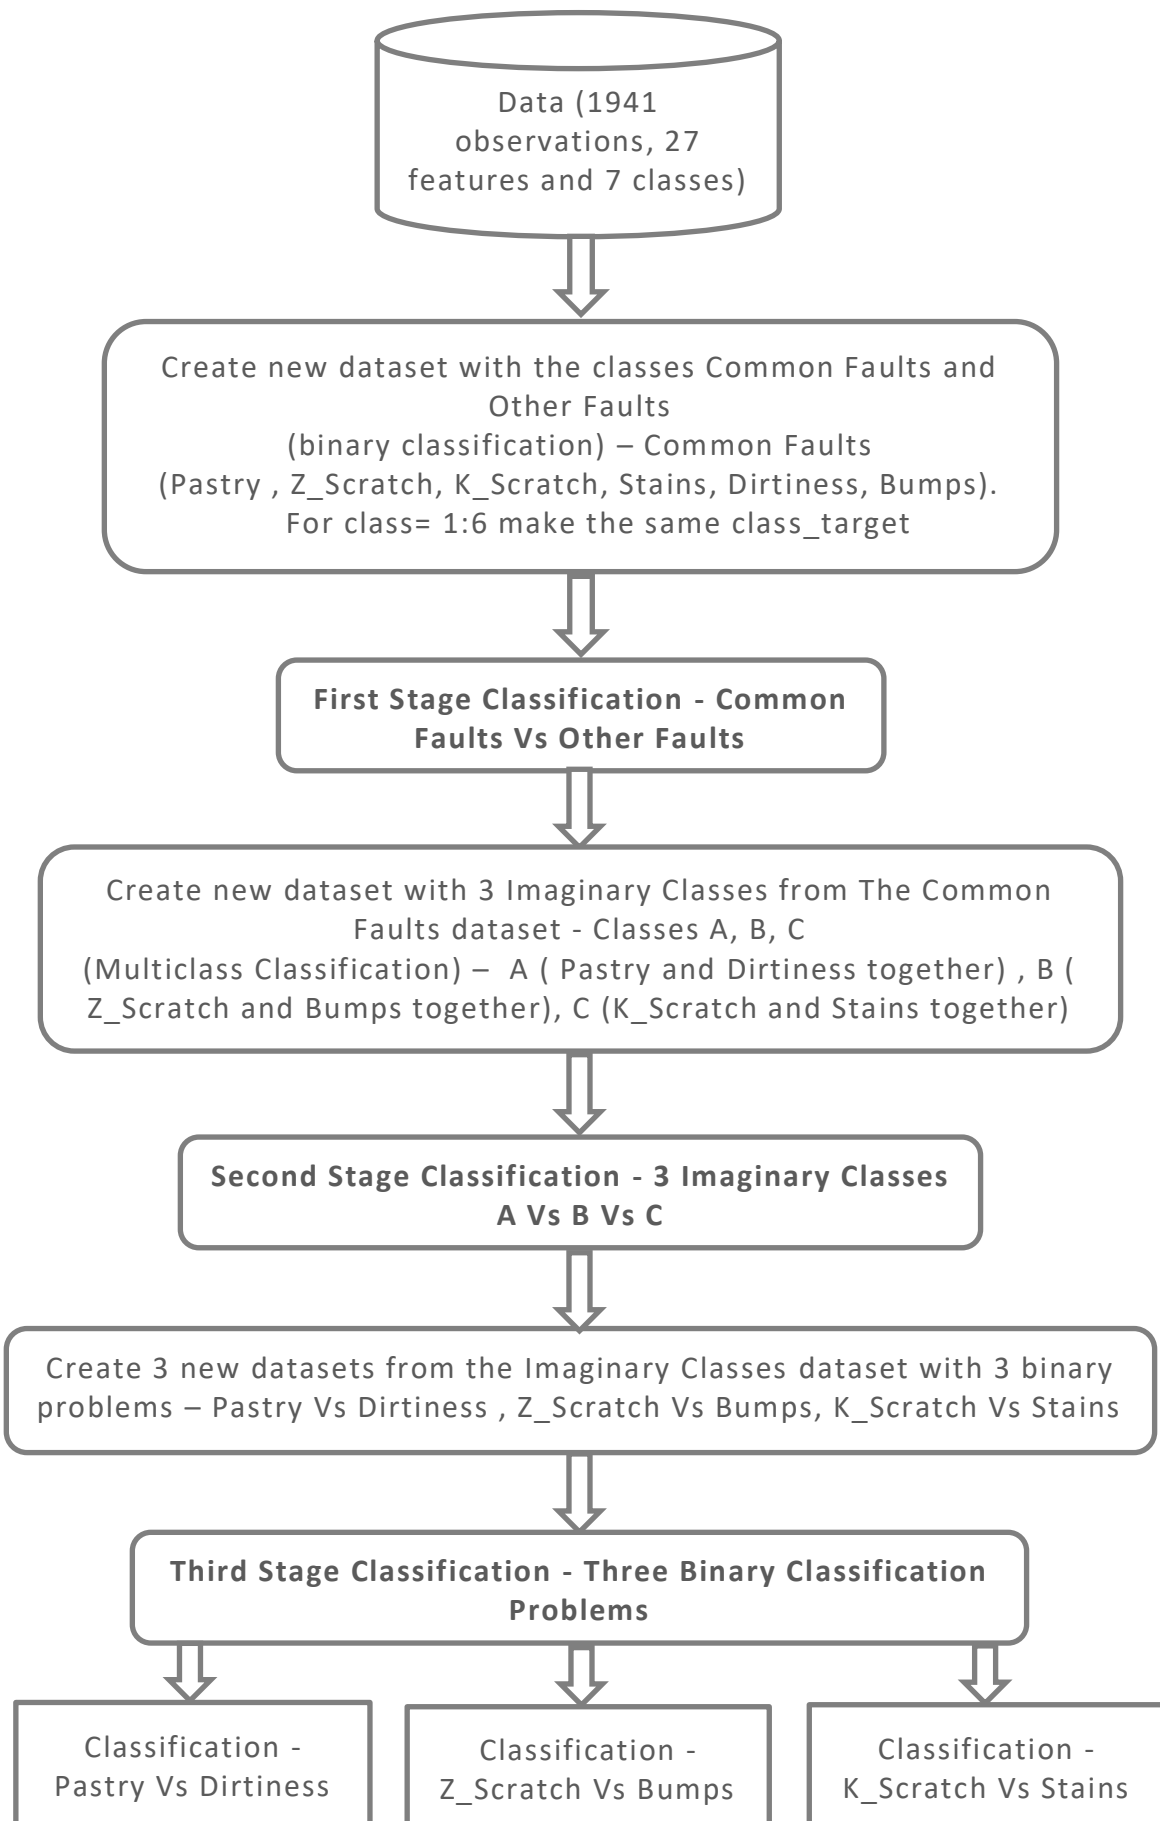 Data (1941
observations, 27
features and 7 classes)
Create new dataset with the classes Common Faults and
Other Faults
(binary classification) – Common Faults
(Pastry , Z_Scratch, K_Scratch, Stains, Dirtiness, Bumps).
For class= 1:6 make the same class_target
First Stage Classification - Common
Faults Vs Other Faults
Create new dataset with 3 Imaginary Classes from The Common
Faults dataset - Classes A, B, C
(Multiclass Classification) – A ( Pastry and Dirtiness together) , B (
Z_Scratch and Bumps together), C (K_Scratch and Stains together)
Second Stage Classification - 3 Imaginary Classes
A Vs B Vs C
Create 3 new datasets from the Imaginary Classes dataset with 3 binary
problems – Pastry Vs Dirtiness , Z_Scratch Vs Bumps, K_Scratch Vs Stains
Third Stage Classification - Three Binary Classification
Problems
Classification -
Pastry Vs Dirtiness
Classification -
Z_Scratch Vs Bumps
Classification -
K_Scratch Vs Stains